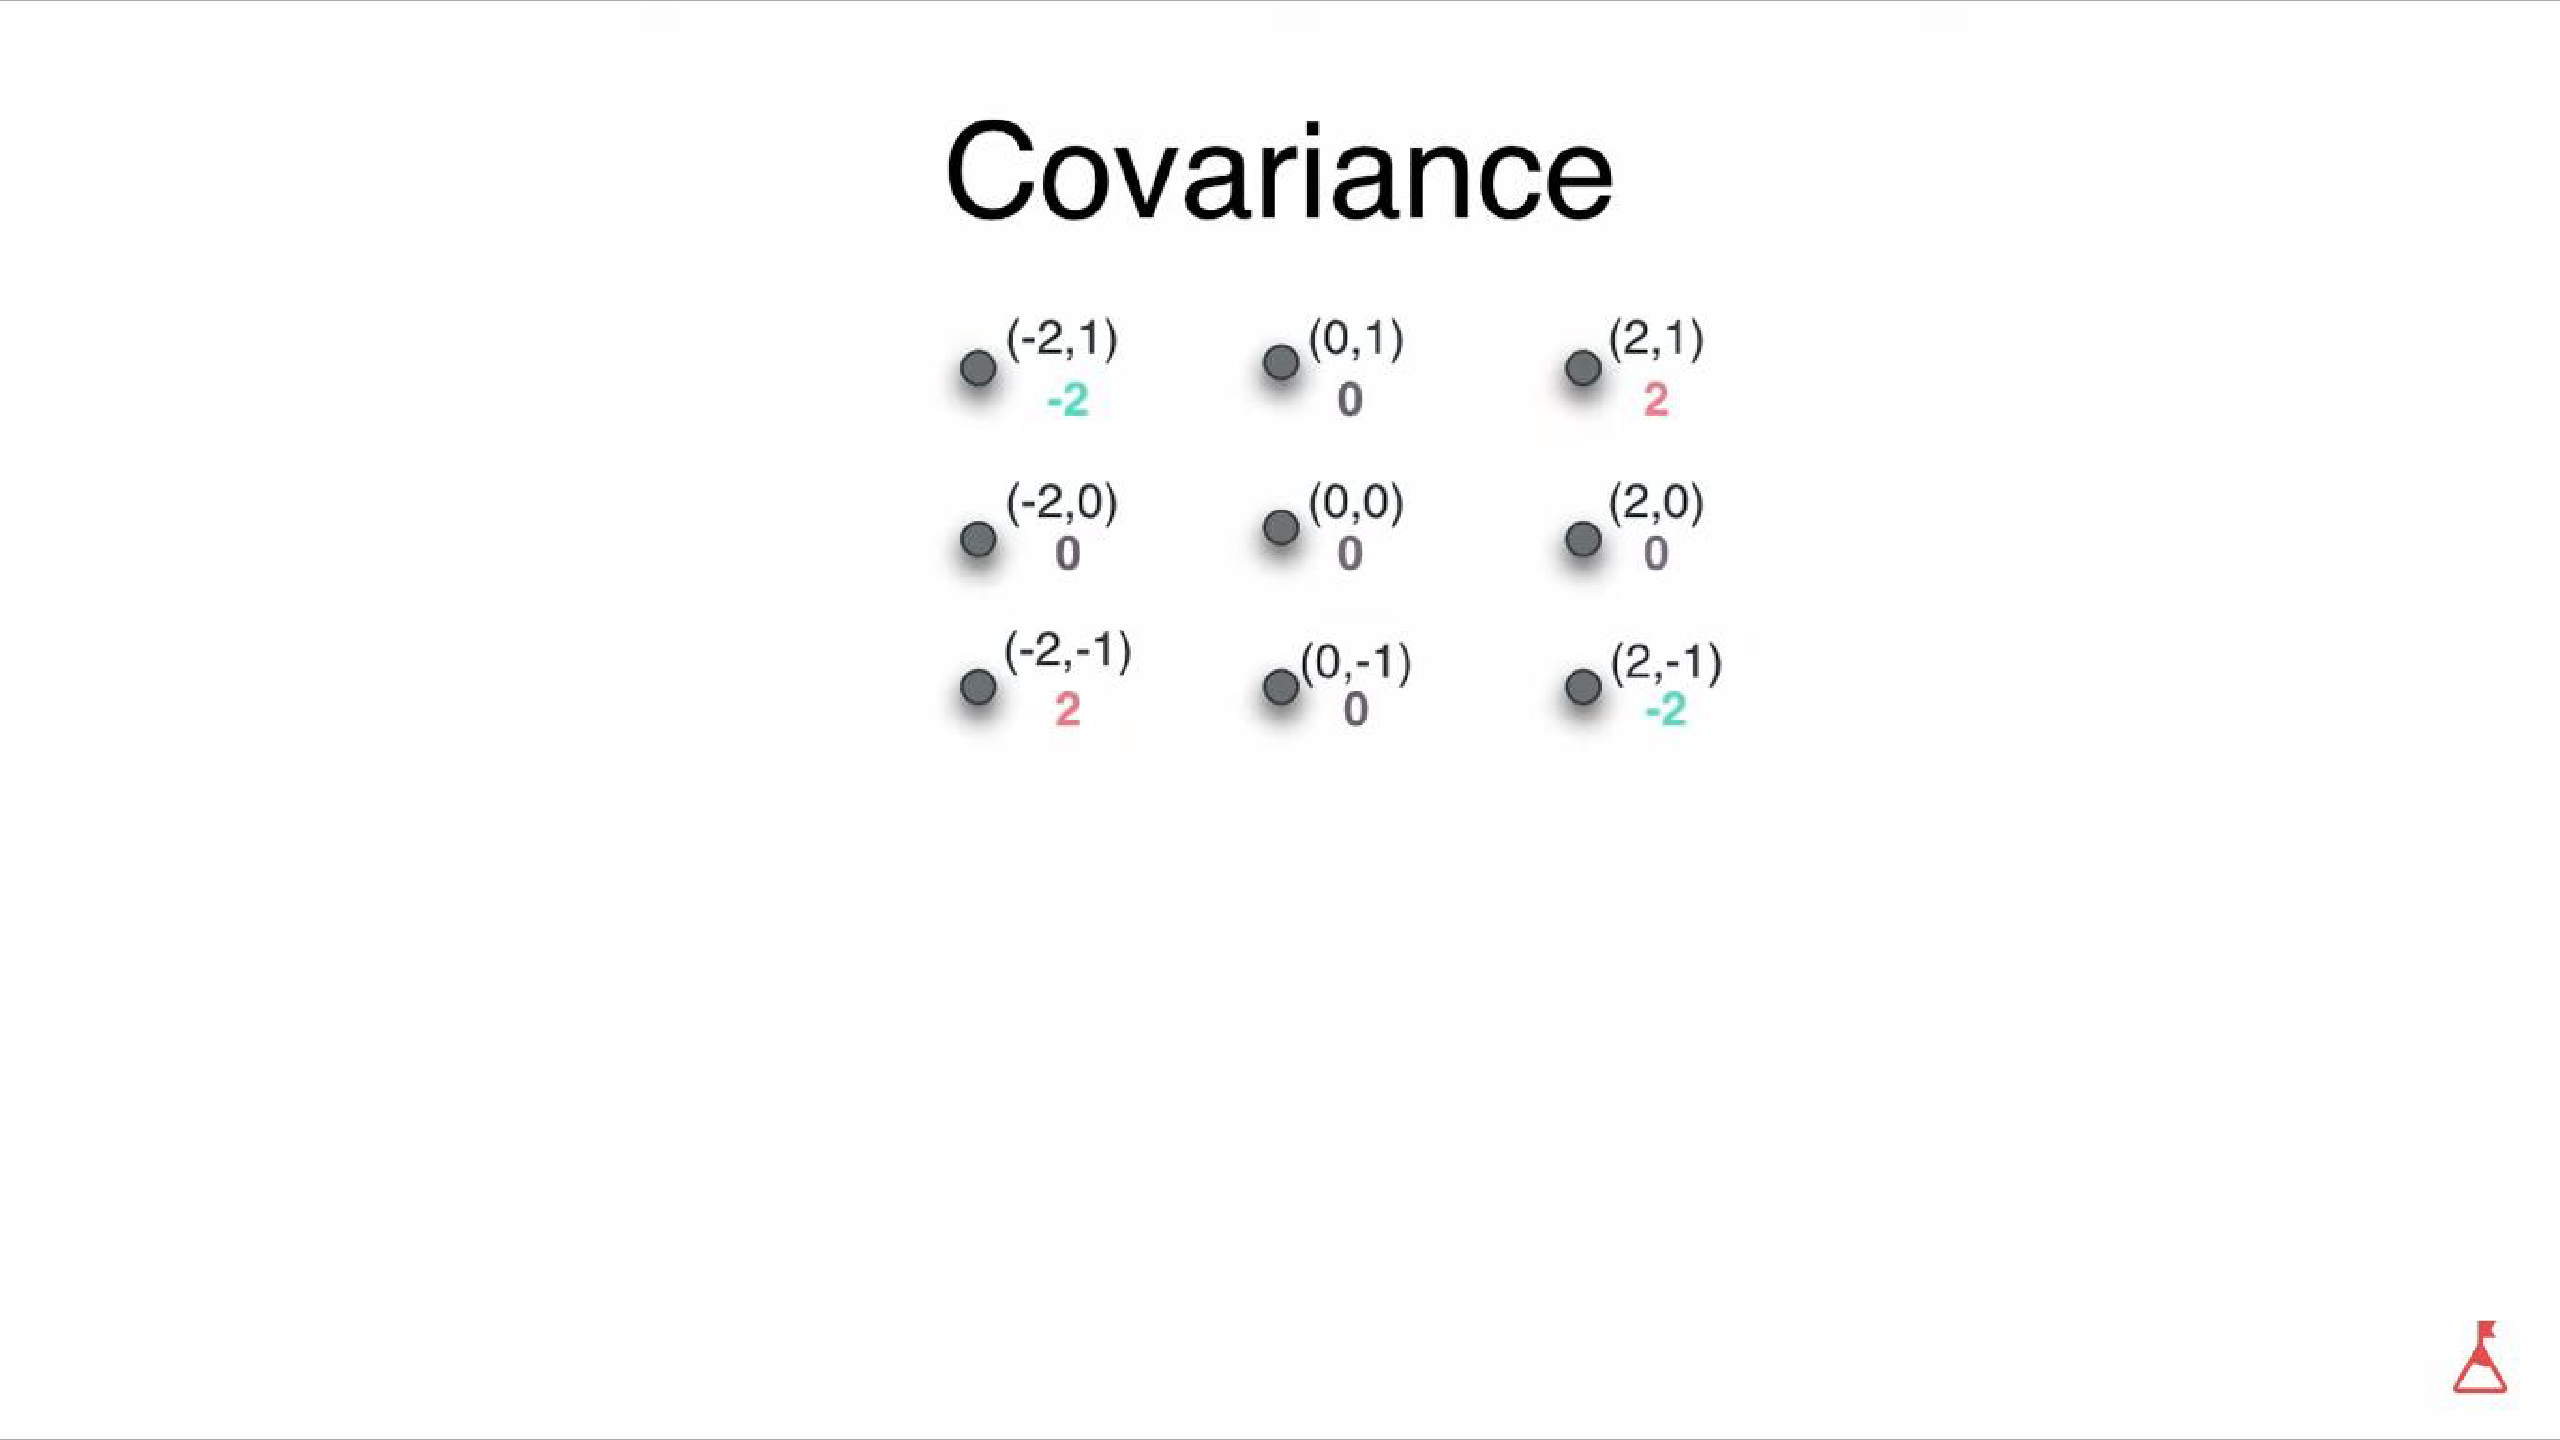 Covariance
(-2,1) (0,1) (2,1)
-2 0 2
(-2,0) (0,0) (2,0)
0 0 0
(-2,-1) (0,-1) (2,-1)
2 0 -2